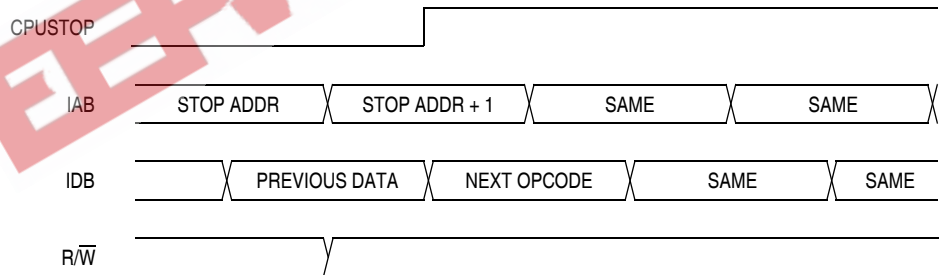 CPUSTOP
IAB STOP ADDR STOP ADDR + 1 SAME SAME
IDB PREVIOUS DATA NEXT OPCODE SAME SAME
R/W̅